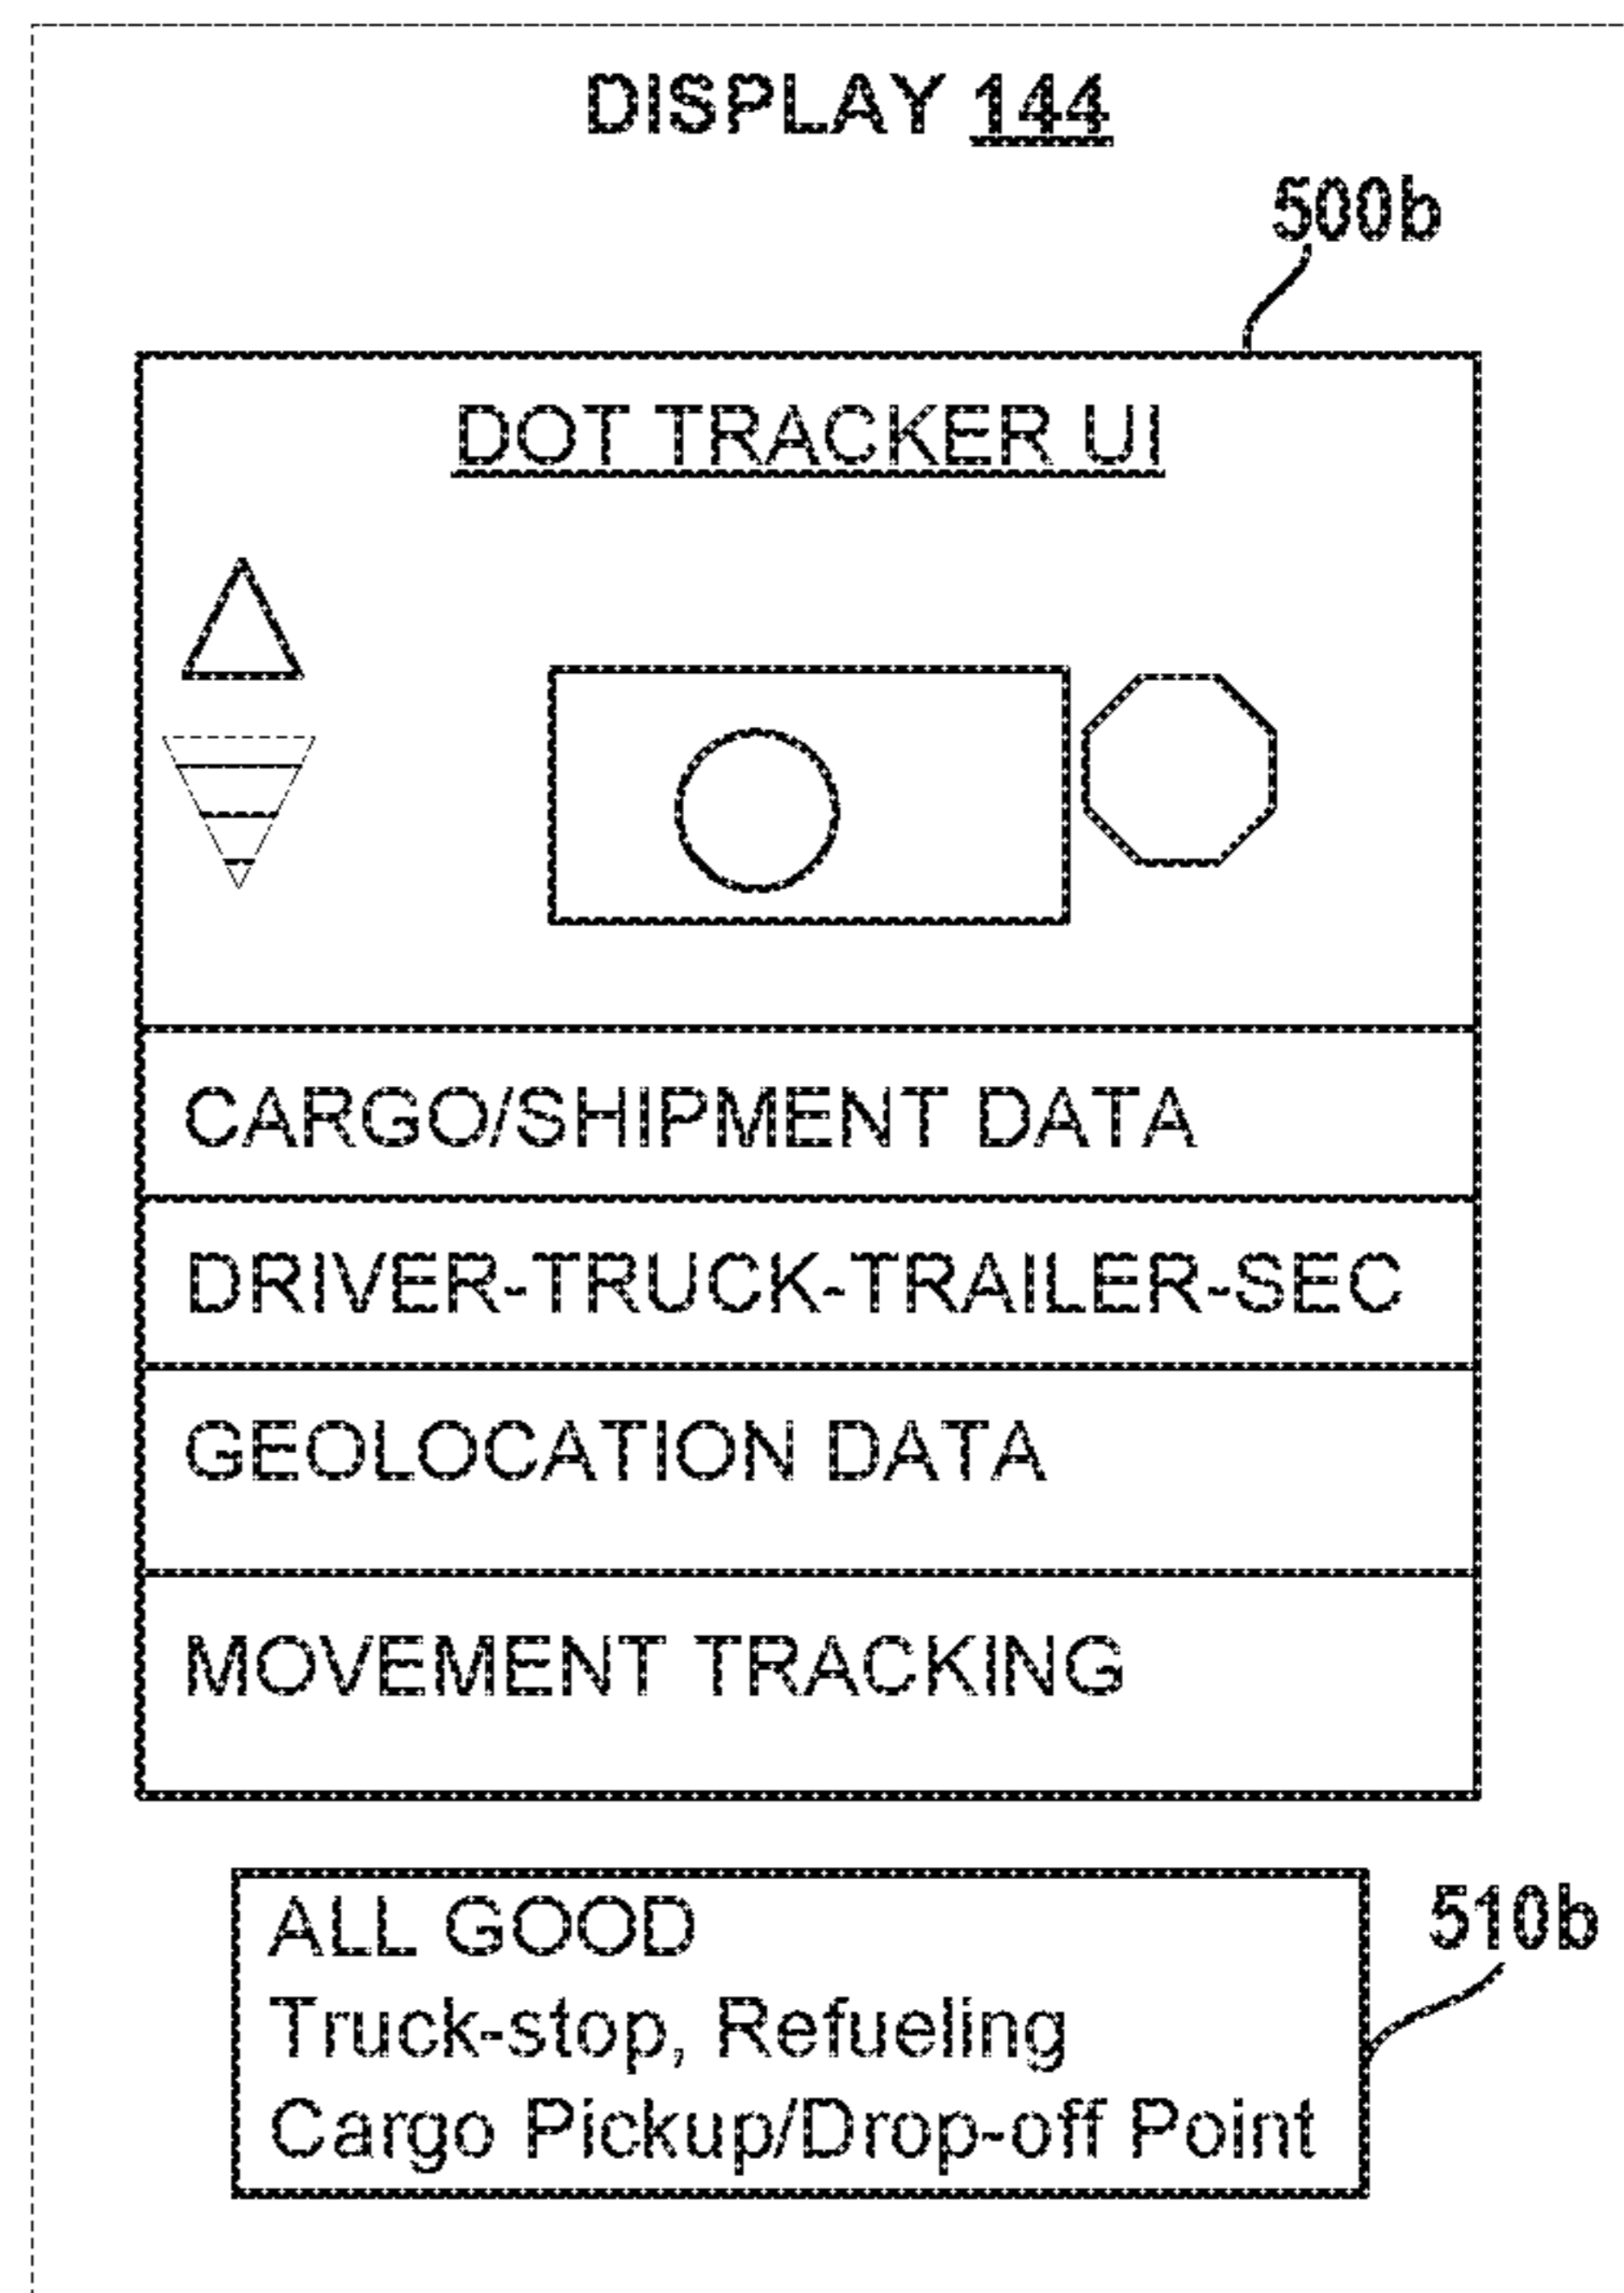 DISPLAY 144
500b
DOT TRACKER UI
CARGO/SHIPMENT DATA
DRIVER-TRUCK-TRAILER-SEC
GEOLOCATION DATA
MOVEMENT TRACKING
ALL GOOD
510b
Truck-stop, Refueling
Cargo Pickup/Drop-off Point